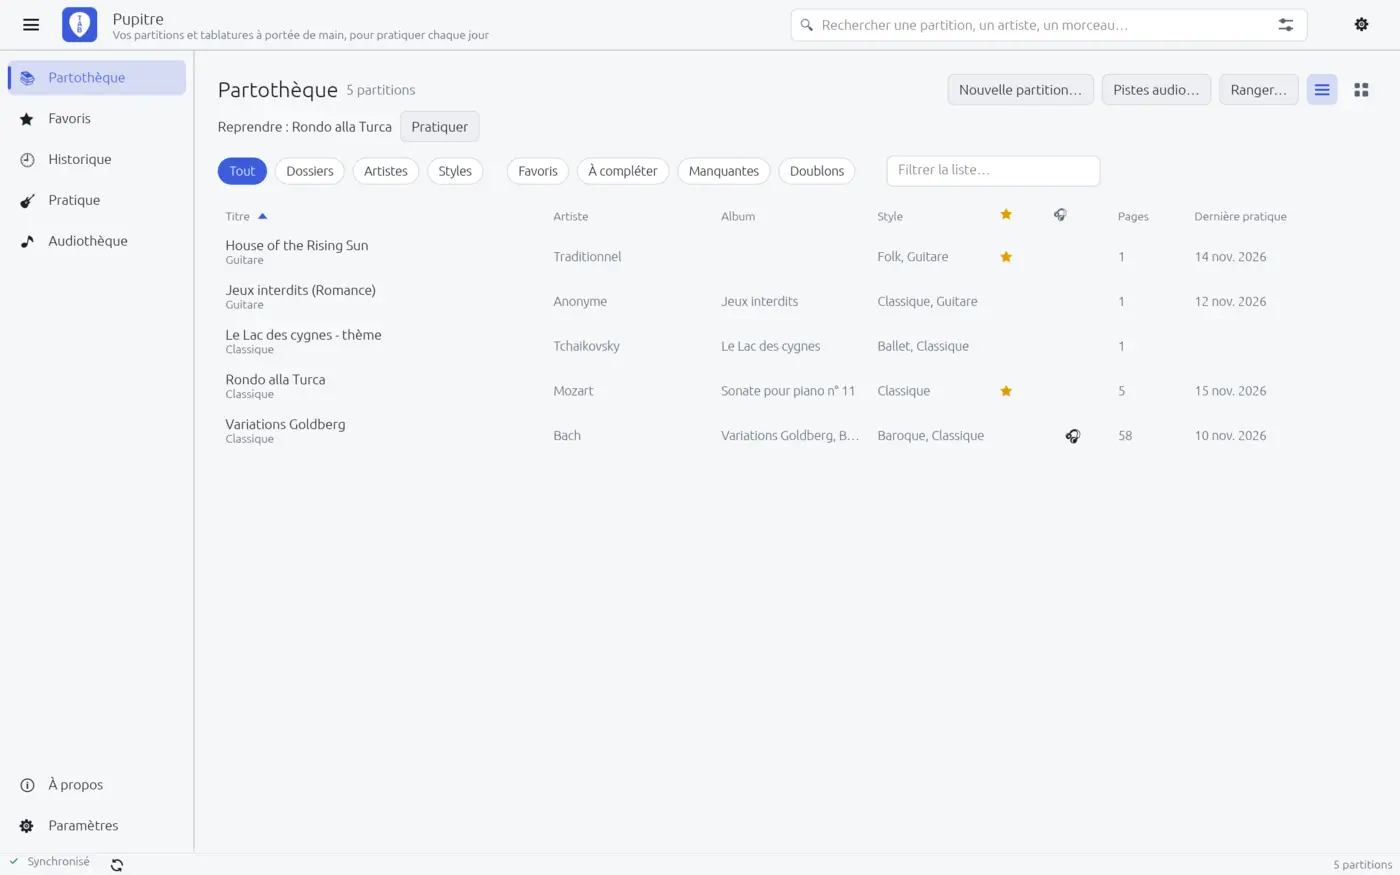 TAB
Pupitre
Vos partitions et tablatures à portée de main, pour pratiquer chaque jour
Rechercher une partition, un artiste, un morceau…
Partothèque
Favoris
Historique
Pratique
Audiothèque
À propos
Paramètres
Partothèque 5 partitions
Nouvelle partition… Pistes audio… Ranger…
Reprendre : Rondo alla Turca Pratiquer
Tout Dossiers Artistes Styles Favoris À compléter Manquantes Doublons Filtrer la liste…
Titre Artiste Album Style Pages Dernière pratique
House of the Rising Sun
Guitare
Traditionnel Folk, Guitare 1 14 nov. 2026
Jeux interdits (Romance)
Guitare
Anonyme Jeux interdits Classique, Guitare 1 12 nov. 2026
Le Lac des cygnes - thème
Classique
Tchaikovsky Le Lac des cygnes Ballet, Classique 1
Rondo alla Turca
Classique
Mozart Sonate pour piano n° 11 Classique 5 15 nov. 2026
Variations Goldberg
Classique
Bach Variations Goldberg, B… Baroque, Classique 58 10 nov. 2026
Synchronisé
5 partitions